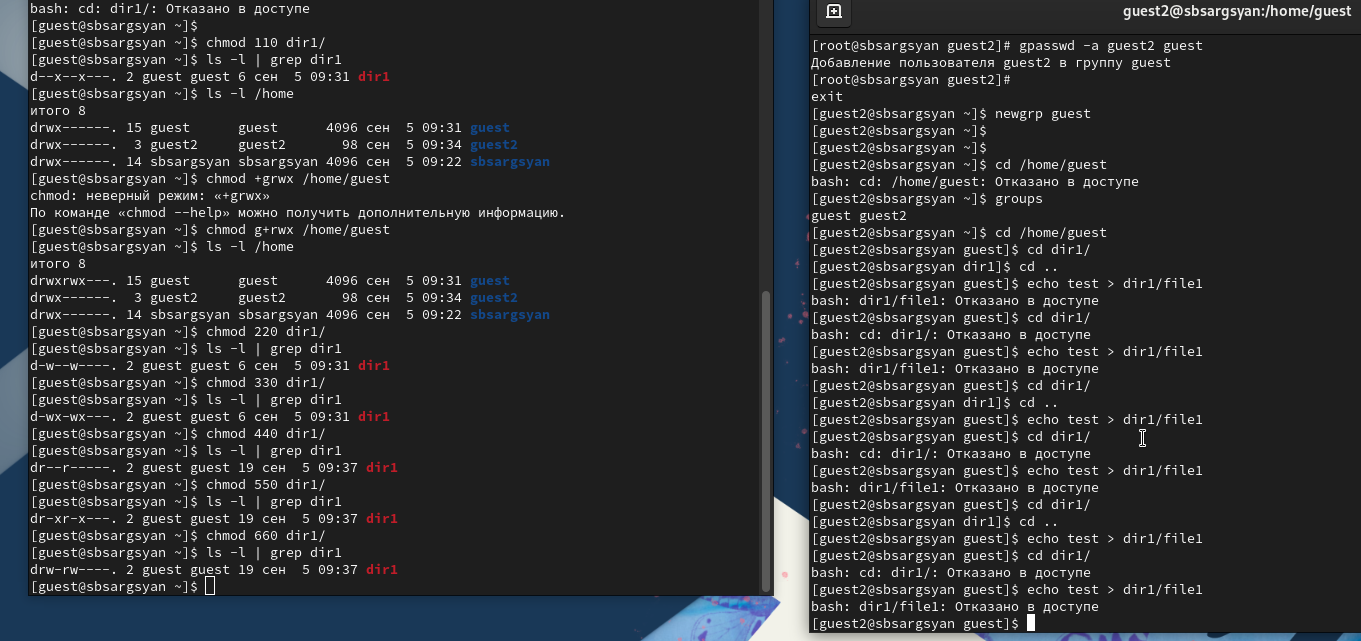 bash: cd: dir1/: Отказано в доступе
[guest@sbsargsyan ~]$
[guest@sbsargsyan ~]$ chmod 110 dir1/
[guest@sbsargsyan ~]$ ls -l | grep dir1
d--x--x---. 2 guest guest 6 сен  5 09:31 dir1
[guest@sbsargsyan ~]$ ls -l /home
итого 8
drwx------. 15 guest      guest      4096 сен  5 09:31 guest
drwx------.  3 guest2     guest2       98 сен  5 09:34 guest2
drwx------. 14 sbsargsyan sbsargsyan 4096 сен  5 09:22 sbsargsyan
[guest@sbsargsyan ~]$ chmod +grwx /home/guest
chmod: неверный режим: «+grwx»
По команде «chmod --help» можно получить дополнительную информацию.
[guest@sbsargsyan ~]$ chmod g+rwx /home/guest
[guest@sbsargsyan ~]$ ls -l /home
итого 8
drwxrwx---. 15 guest      guest      4096 сен  5 09:31 guest
drwx------.  3 guest2     guest2       98 сен  5 09:34 guest2
drwx------. 14 sbsargsyan sbsargsyan 4096 сен  5 09:22 sbsargsyan
[guest@sbsargsyan ~]$ chmod 220 dir1/
[guest@sbsargsyan ~]$ ls -l | grep dir1
d-w--w----. 2 guest guest 6 сен  5 09:31 dir1
[guest@sbsargsyan ~]$ chmod 330 dir1/
[guest@sbsargsyan ~]$ ls -l | grep dir1
d-wx-wx---. 2 guest guest 6 сен  5 09:31 dir1
[guest@sbsargsyan ~]$ chmod 440 dir1/
[guest@sbsargsyan ~]$ ls -l | grep dir1
dr--r-----. 2 guest guest 19 сен  5 09:37 dir1
[guest@sbsargsyan ~]$ chmod 550 dir1/
[guest@sbsargsyan ~]$ ls -l | grep dir1
dr-xr-x---. 2 guest guest 19 сен  5 09:37 dir1
[guest@sbsargsyan ~]$ chmod 660 dir1/
[guest@sbsargsyan ~]$ ls -l | grep dir1
drw-rw----. 2 guest guest 19 сен  5 09:37 dir1
[guest@sbsargsyan ~]$
guest2@sbsargsyan:/home/guest
[root@sbsargsyan guest2]# gpasswd -a guest2 guest
Добавление пользователя guest2 в группу guest
[root@sbsargsyan guest2]#
exit
[guest2@sbsargsyan ~]$ newgrp guest
[guest2@sbsargsyan ~]$
[guest2@sbsargsyan ~]$
[guest2@sbsargsyan ~]$ cd /home/guest
bash: cd: /home/guest: Отказано в доступе
[guest2@sbsargsyan ~]$ groups
guest guest2
[guest2@sbsargsyan ~]$ cd /home/guest
[guest2@sbsargsyan guest]$ cd dir1/
[guest2@sbsargsyan dir1]$ cd ..
[guest2@sbsargsyan guest]$ echo test > dir1/file1
bash: dir1/file1: Отказано в доступе
[guest2@sbsargsyan guest]$ cd dir1/
bash: cd: dir1/: Отказано в доступе
[guest2@sbsargsyan guest]$ echo test > dir1/file1
bash: dir1/file1: Отказано в доступе
[guest2@sbsargsyan guest]$ cd dir1/
[guest2@sbsargsyan dir1]$ cd ..
[guest2@sbsargsyan guest]$ echo test > dir1/file1
[guest2@sbsargsyan guest]$ cd dir1/
bash: cd: dir1/: Отказано в доступе
[guest2@sbsargsyan guest]$ echo test > dir1/file1
bash: dir1/file1: Отказано в доступе
[guest2@sbsargsyan guest]$ cd dir1/
[guest2@sbsargsyan dir1]$ cd ..
[guest2@sbsargsyan guest]$ echo test > dir1/file1
[guest2@sbsargsyan guest]$ cd dir1/
bash: cd: dir1/: Отказано в доступе
[guest2@sbsargsyan guest]$ echo test > dir1/file1
bash: dir1/file1: Отказано в доступе
[guest2@sbsargsyan guest]$